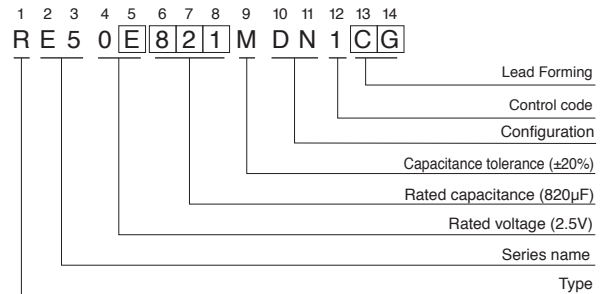 1 2 3 4 5 6 7 8 9 10 11 12 13 14
R E 5 0 E 8 2 1 M D N 1 C G
Lead Forming
Control code
Configuration
Capacitance tolerance (±20%)
Rated capacitance (820µF)
Rated voltage (2.5V)
Series name
Type